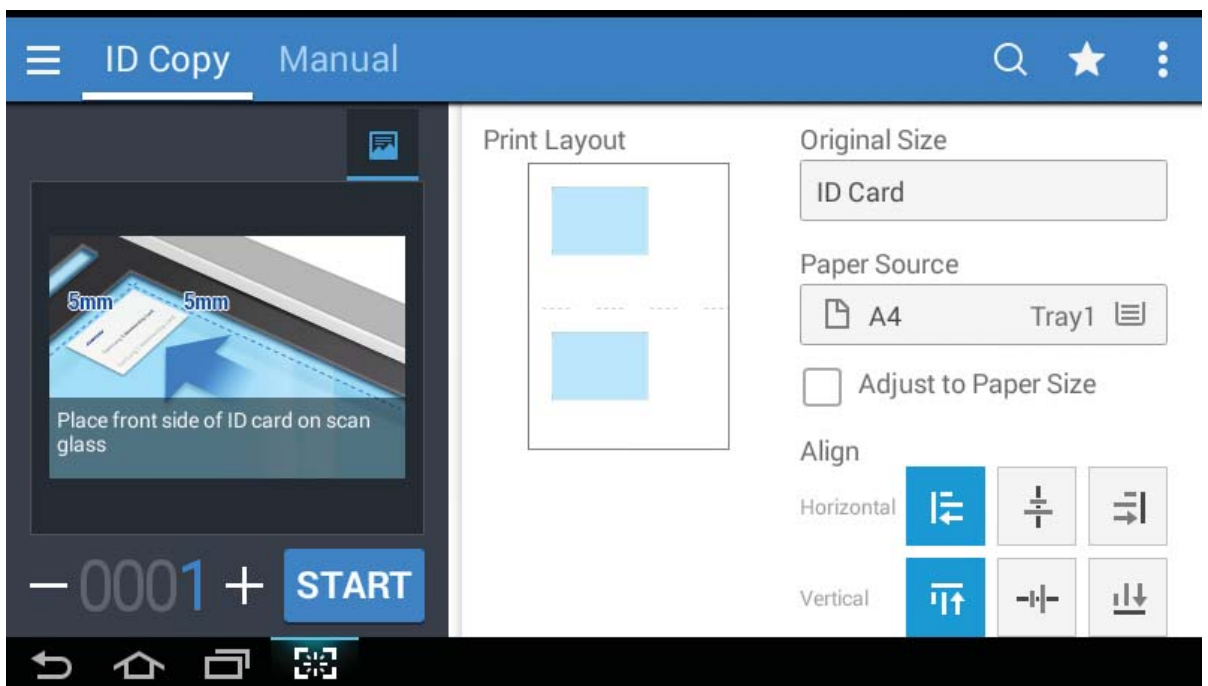 ID Copy
Manual
5mm
5mm
Place front side of ID card on scan
glass
0001
START
Print Layout
Original Size
ID Card
Paper Source
A4
Tray1
Adjust to Paper Size
Align
Horizontal
Vertical